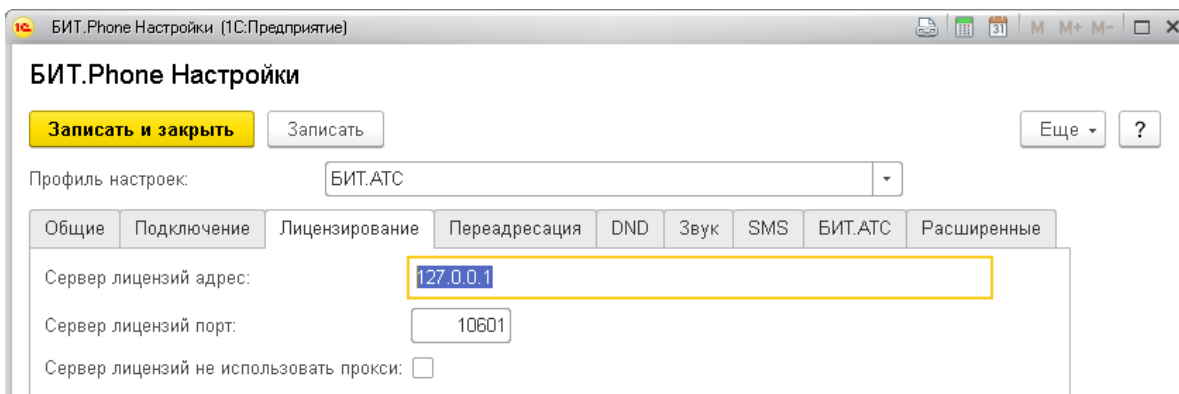 1С БИТ.Phone Настройки (1С:Предприятие) 31 M M+ M-
БИТ.Phone Настройки
Записать и закрыть Записать Еще ?
Профиль настроек: БИТ.АТС
Общие Подключение Лицензирование Переадресация DND Звук SMS БИТ.АТС Расширенные
Сервер лицензий адрес: 127.0.0.1
Сервер лицензий порт: 10601
Сервер лицензий не использовать прокси: